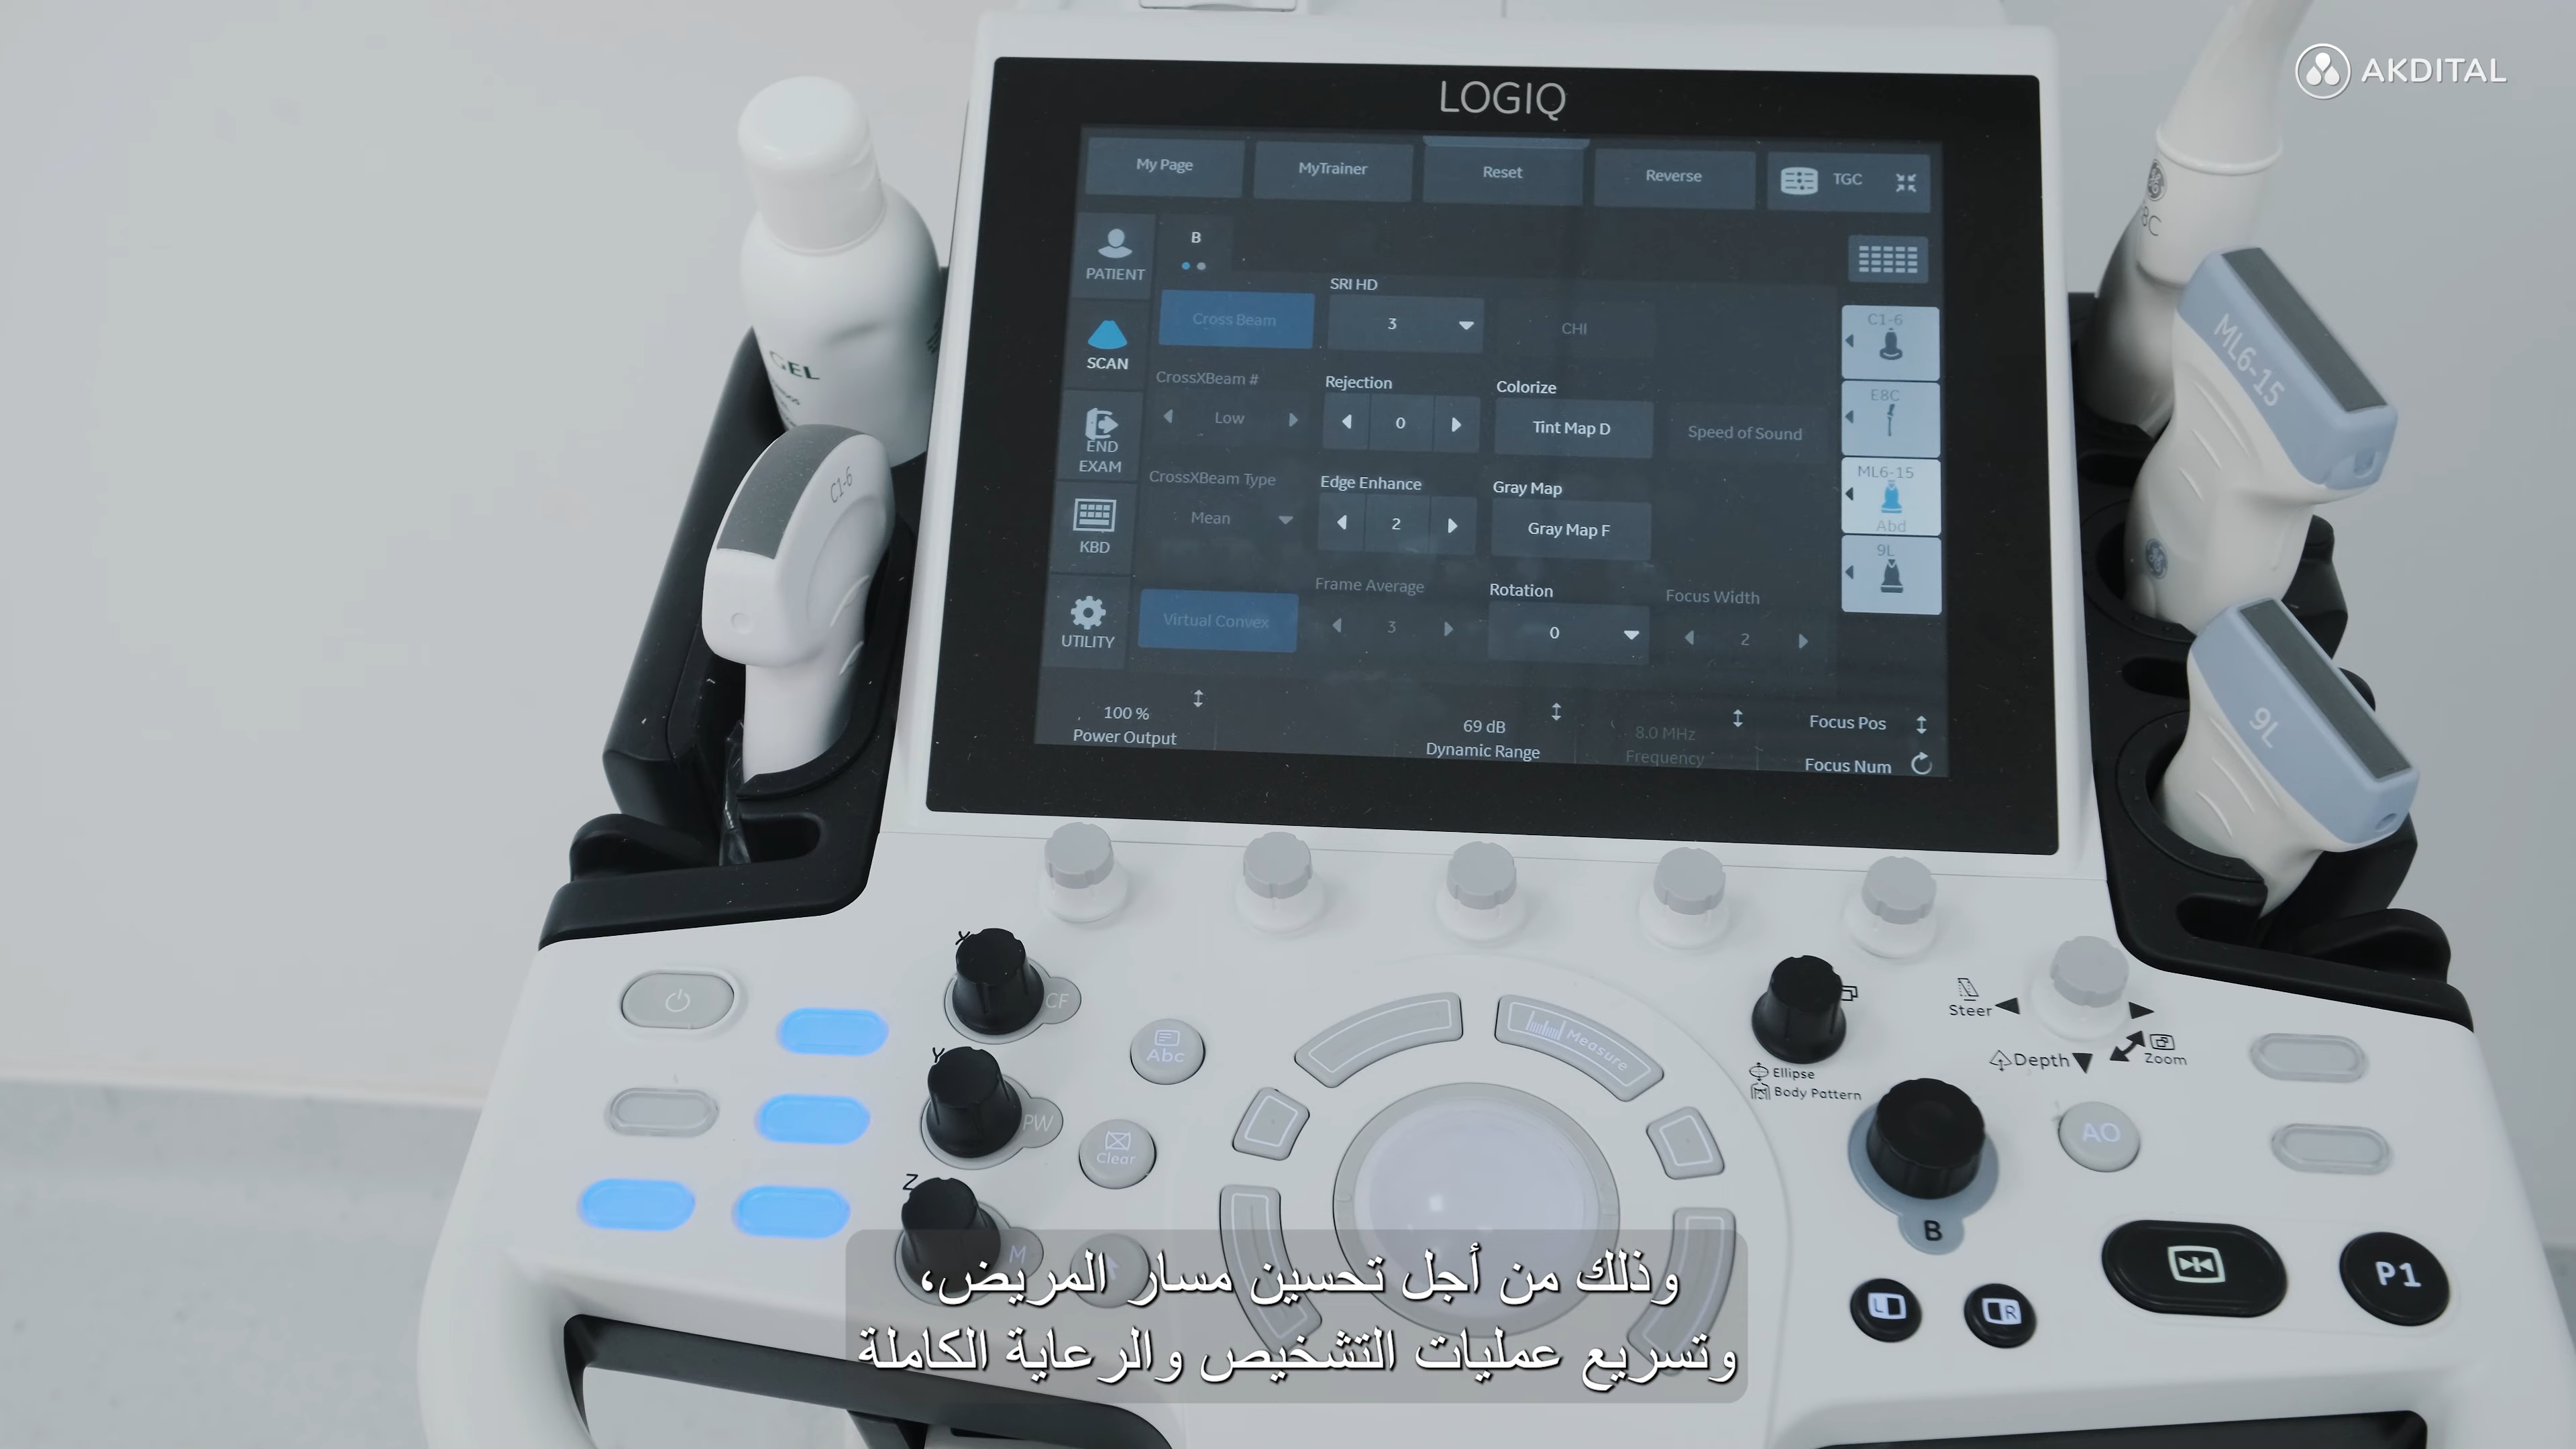 AKDITAL
LOGIQ
My Page
MyTrainer
Reset
Reverse
TGC
B
PATIENT
SCAN
END
EXAM
KBD
UTILITY
Cross Beam
SRI HD
3
CHI
CrossXBeam #
Low
Rejection
0
Colorize
Tint Map D
Speed of Sound
CrossXBeam Type
Mean
Edge Enhance
2
Gray Map
Gray Map F
Virtual Convex
Frame Average
3
Rotation
0
Focus Width
2
C1-6
E8C
ML6-15
Abd
9L
100 %
Power Output
69 dB
Dynamic Range
8.0 MHz
Frequency
Focus Pos
Focus Num
GEL
C1-6
8C
ML6-15
9L
X
CF
Y
PW
Z
M
Abc
Clear
Measure
Ellipse
Body Pattern
Steer
Depth
Zoom
B
AO
L
R
P1
وذلك من أجل تحسين مسار المريض،
وتسريع عمليات التشخيص والرعاية الكاملة